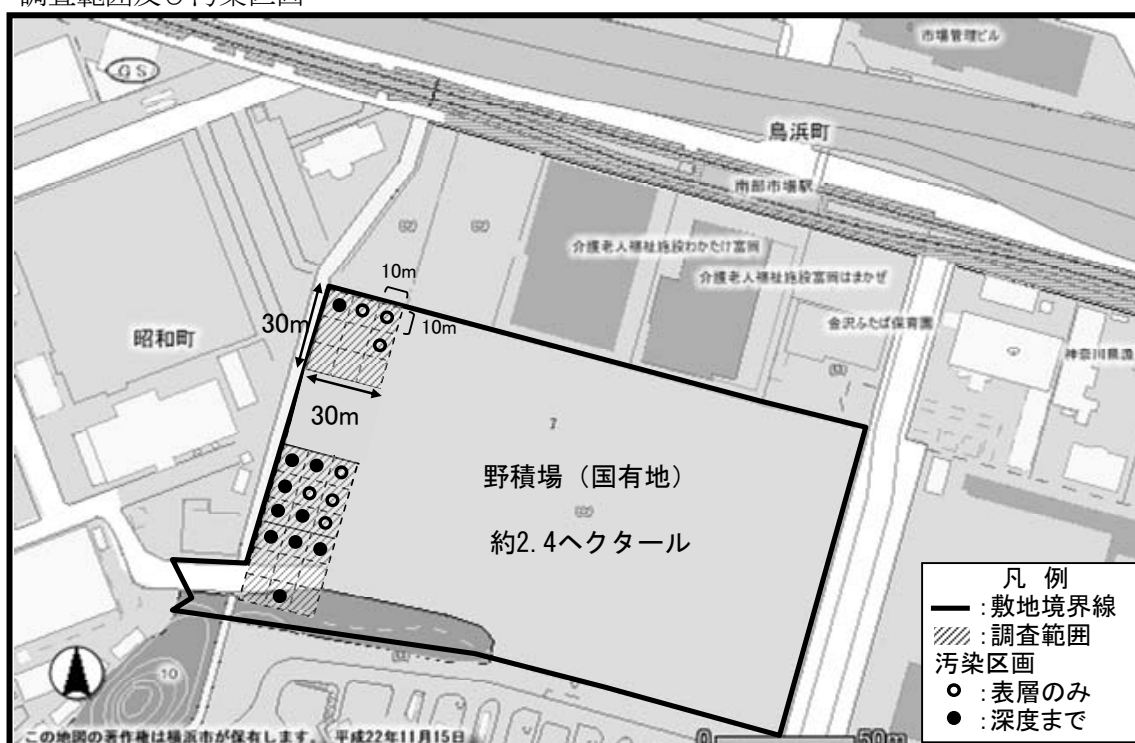 調査範囲及び汚染区画
市場管理ビル
GS
鳥浜町
南部市場駅
介護老人福祉施設わかたけ富岡
介護老人福祉施設富岡はまかぜ
10m
10m
30m
昭和町
金沢ふたば保育園
神奈川県漁
30m
野積場(国有地)
約2.4ヘクタール
凡 例
:敷地境界線
:調査範囲
汚染区画
:表層のみ
:深度まで
10
この地図の著作権は横浜市が保有します。 平成22年11月15日
0 50m